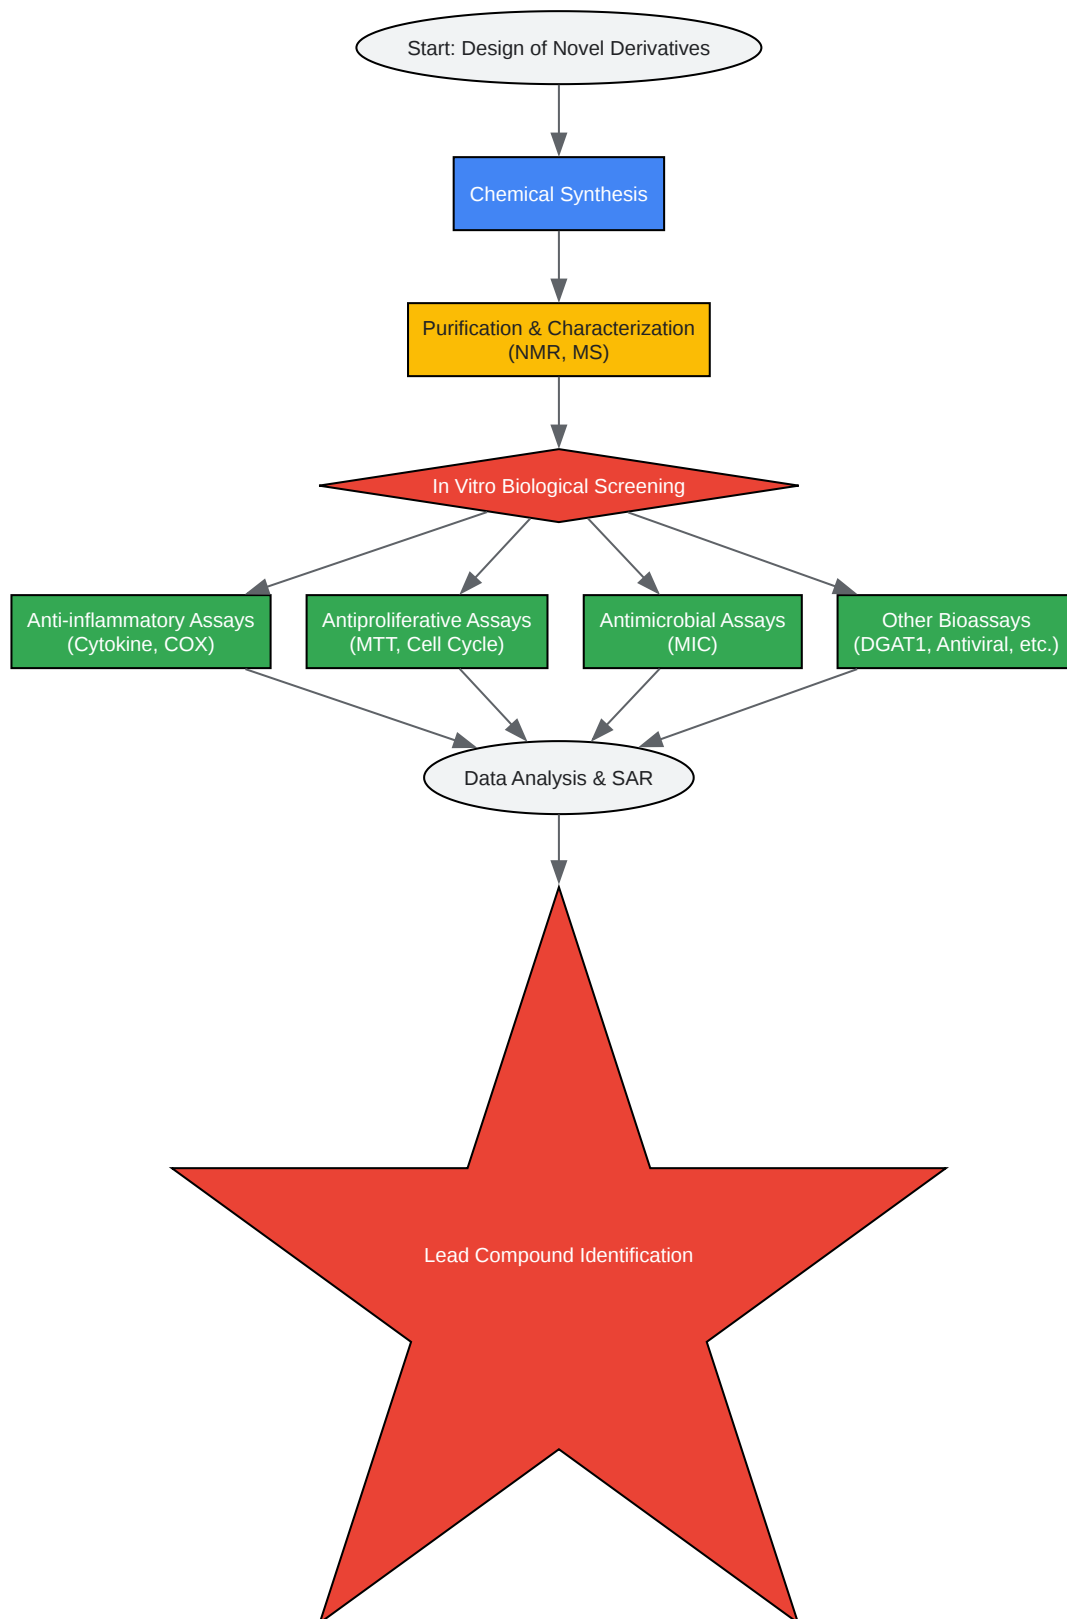 Start: Design of Novel Derivatives
Chemical Synthesis
Purification & Characterization
(NMR, MS)
In Vitro Biological Screening
Anti-inflammatory Assays
(Cytokine, COX)
Antiproliferative Assays
(MTT, Cell Cycle)
Antimicrobial Assays
(MIC)
Other Bioassays
(DGAT1, Antiviral, etc.)
Data Analysis & SAR
Lead Compound Identification